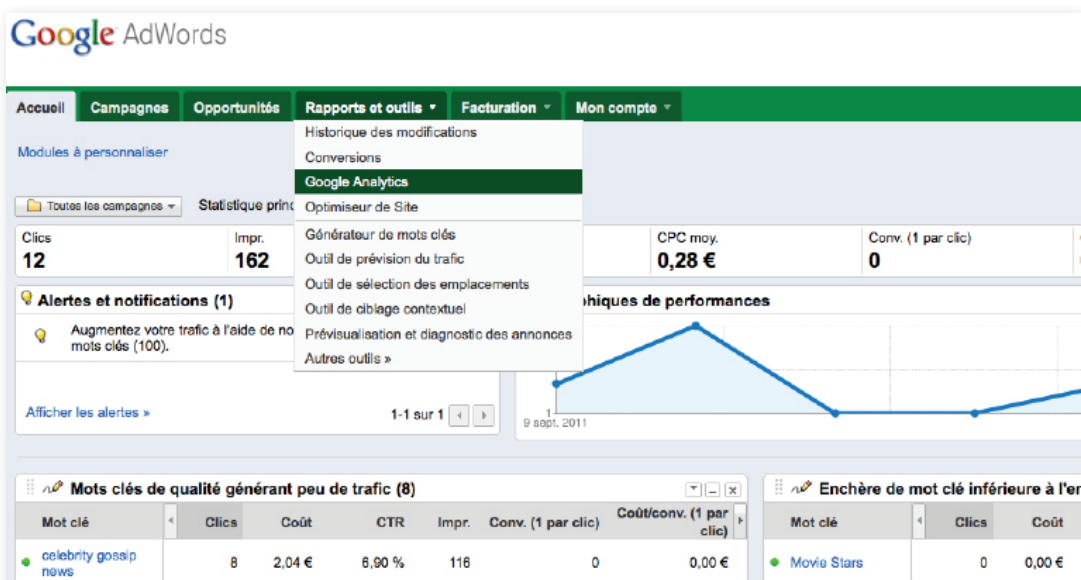 Google AdWords
Accueil Campagnes Opportunités Rapports et outils Facturation Mon compte
Historique des modifications
Modules à personnaliser
Conversions
Google Analytics
Toutes les campagnes Statistique princ
Optimiseur de Site
Générateur de mots clés
Clics Impr. CPC moy. Conv. (1 par clic)
12 162 0,28 € 0
Outil de prévision du trafic
Outil de sélection des emplacements
Alertes et notifications (1) hiques de performances
Outil de ciblage contextuel
Augmentez votre trafic à l'aide de no
mots clés (100).
Prévisualisation et diagnostic des annonces
Autres outils »
Afficher les alertes » 1-1 sur 1
1
9 sept. 2011
Mots clés de qualité générant peu de trafic (8) Enchère de mot clé inférieure à l'e
Mot clé Clics Coût CTR Impr. Conv. (1 par clic) Coût/conv. (1 par
clic) Mot clé Clics Coût
celebrity gossip
news 8 2,04 € 6,90 % 116 0 0,00 € Movie Stars 0 0,00 €